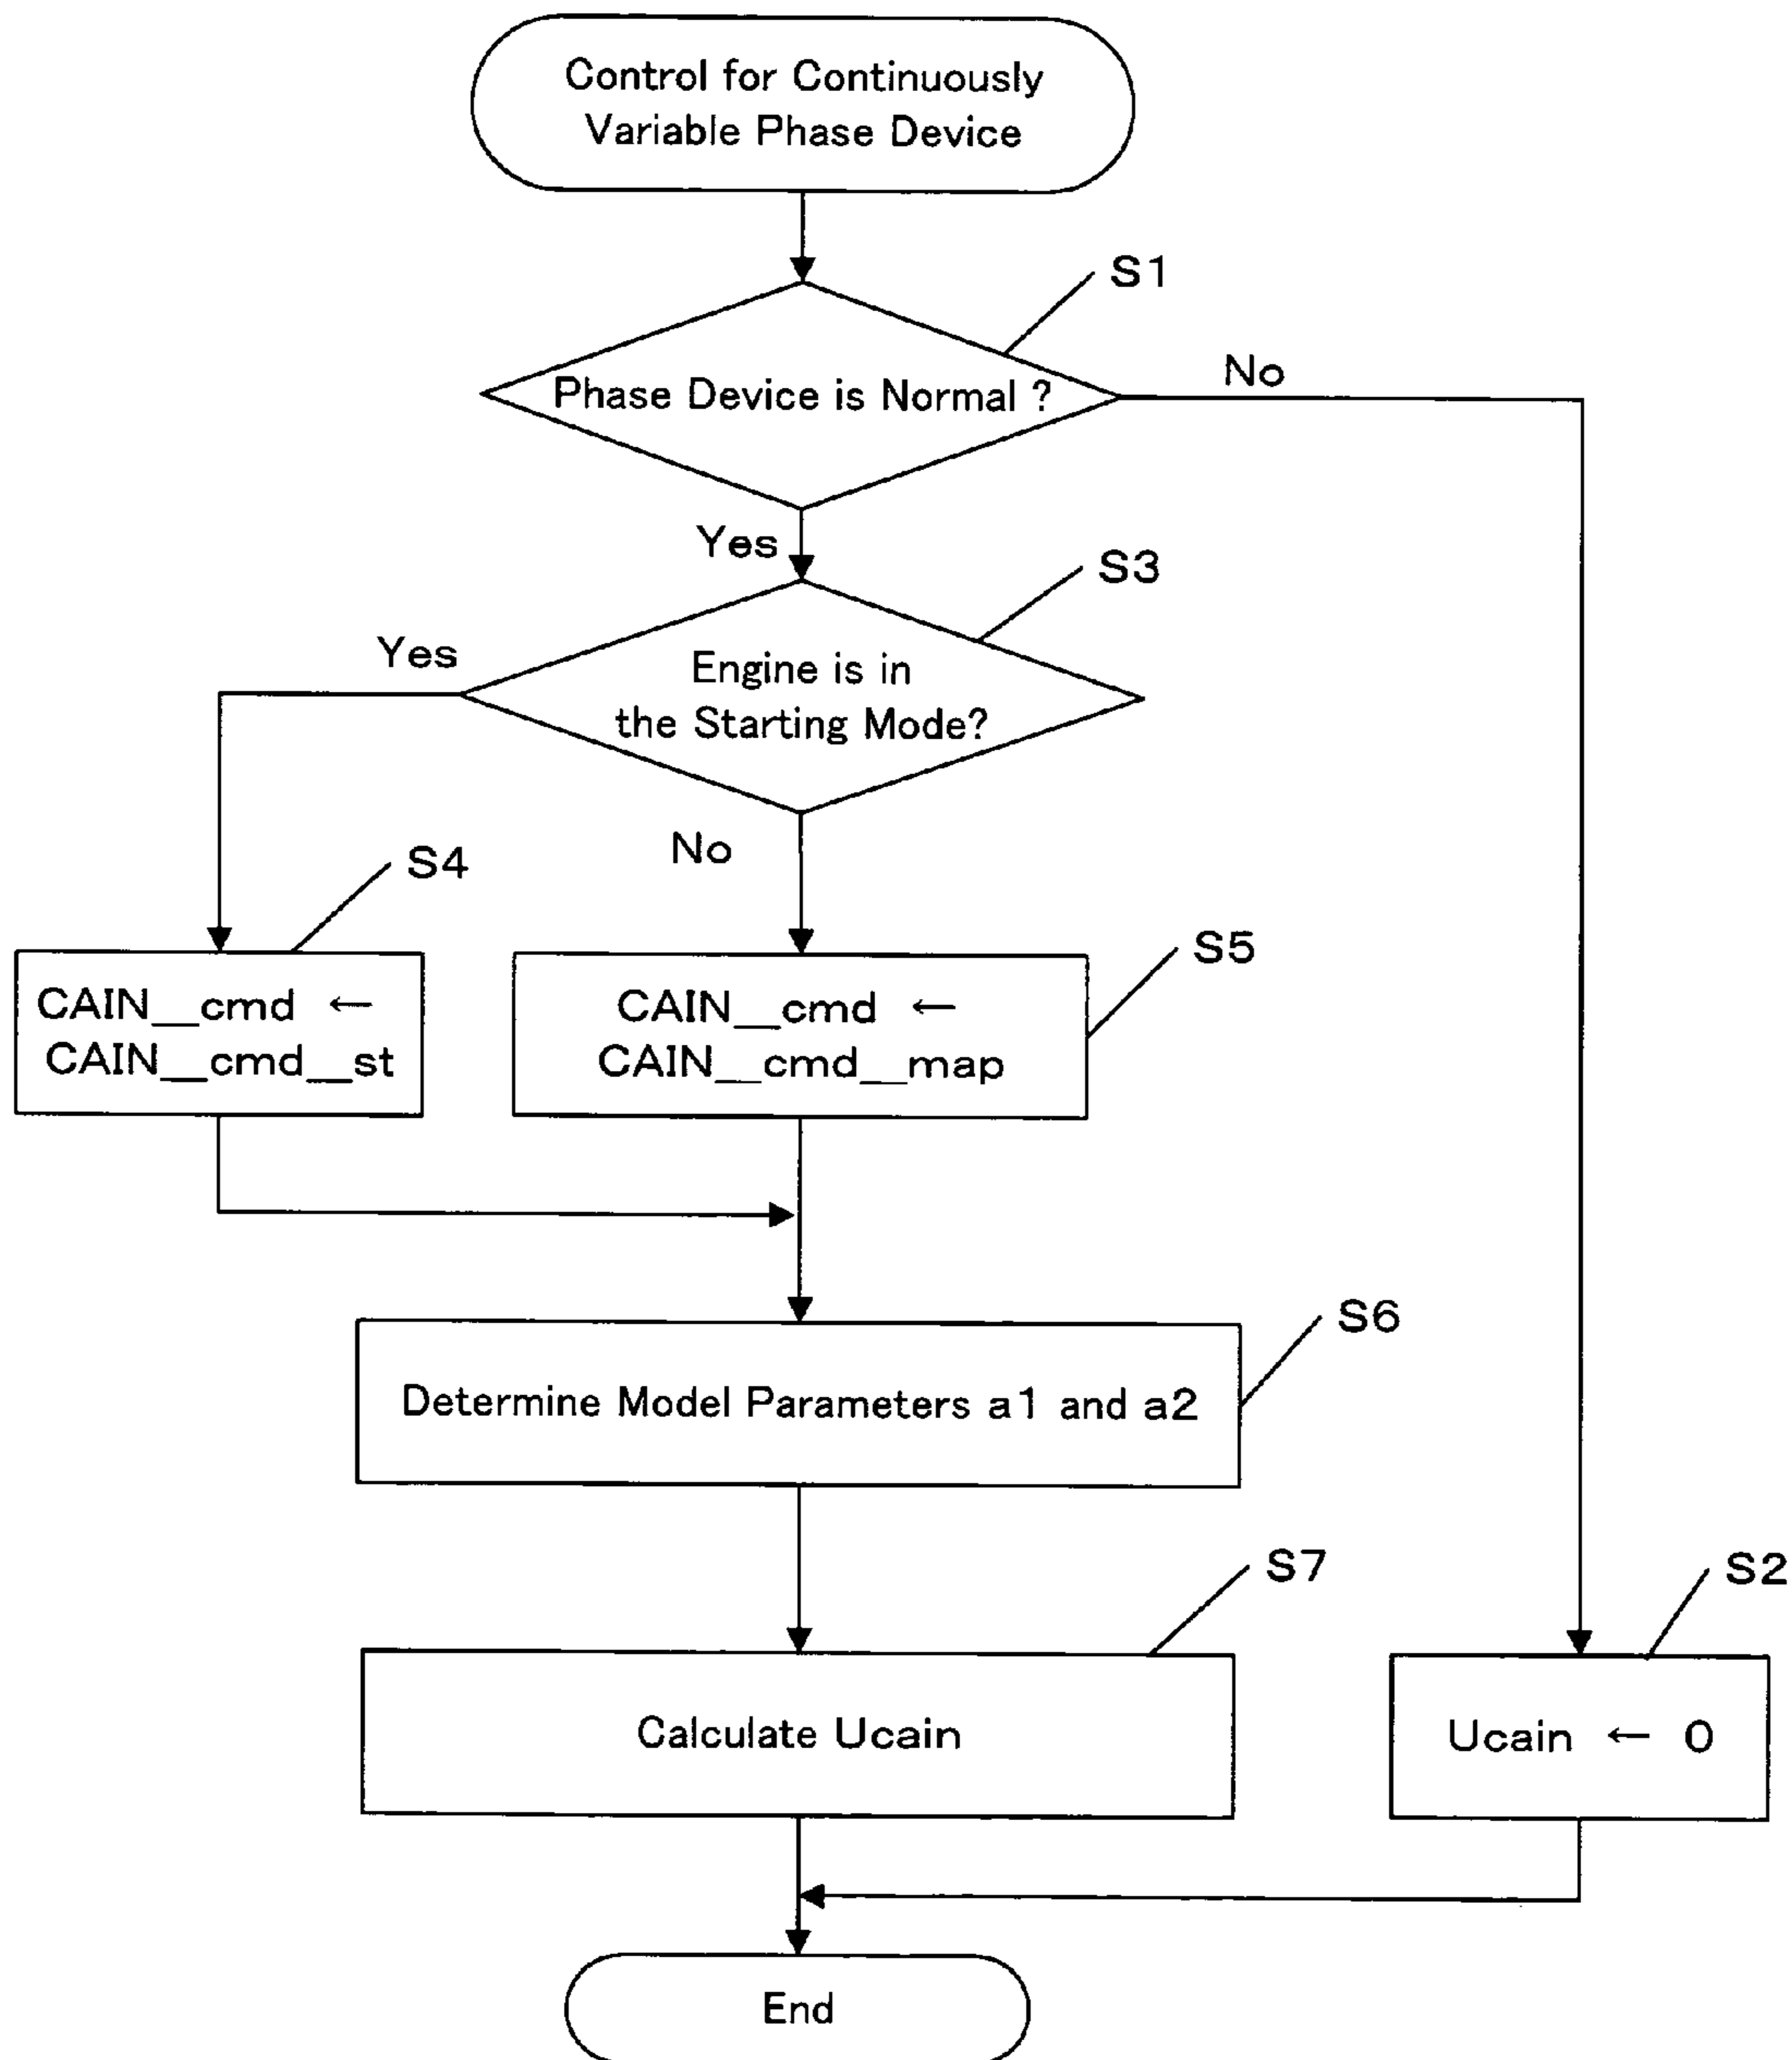 Control for Continuously
Variable Phase Device
S1
Phase Device is Normal ?
No
Yes
S3
Yes
Engine is in
the Starting Mode?
No
S4
S5
CAIN__cmd ←
CAIN__cmd__st
CAIN__cmd ←
CAIN__cmd__map
S6
Determine Model Parameters a1 and a2
S7
S2
Calculate Ucain
Ucain ← 0
End